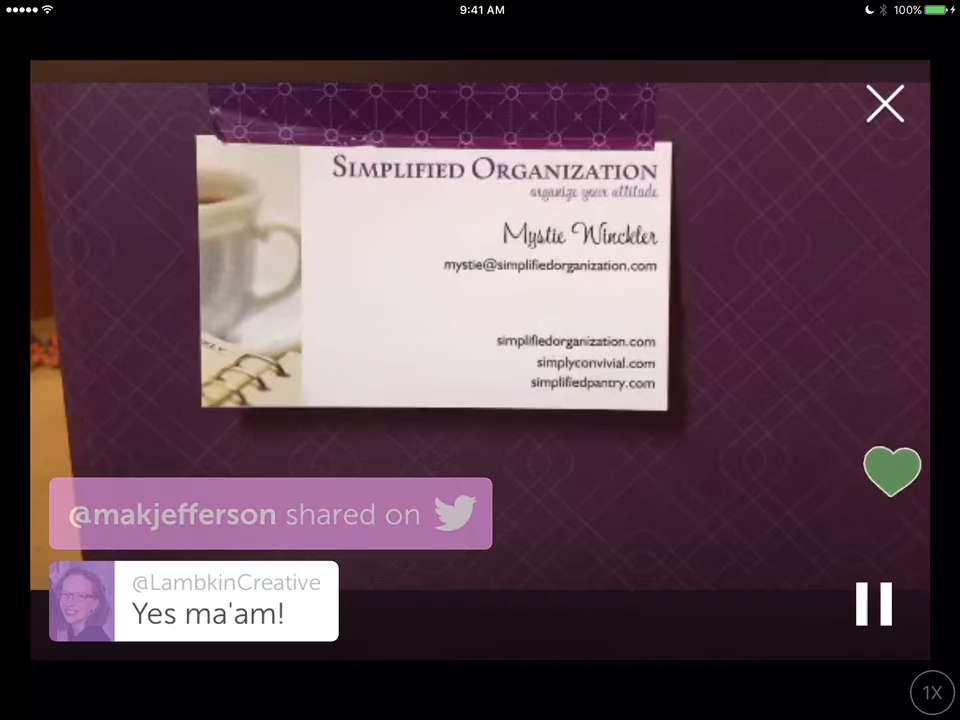 9:41 AM
100%
SIMPLIFIED ORGANIZATION
organize your attitude
Mystie Winckler
mystie@simplifiedorganization.com
simplifiedorganization.com
simplyconvivial.com
simplifiedpantry.com
@makjefferson shared on
@LambkinCreative
Yes ma'am!
1X